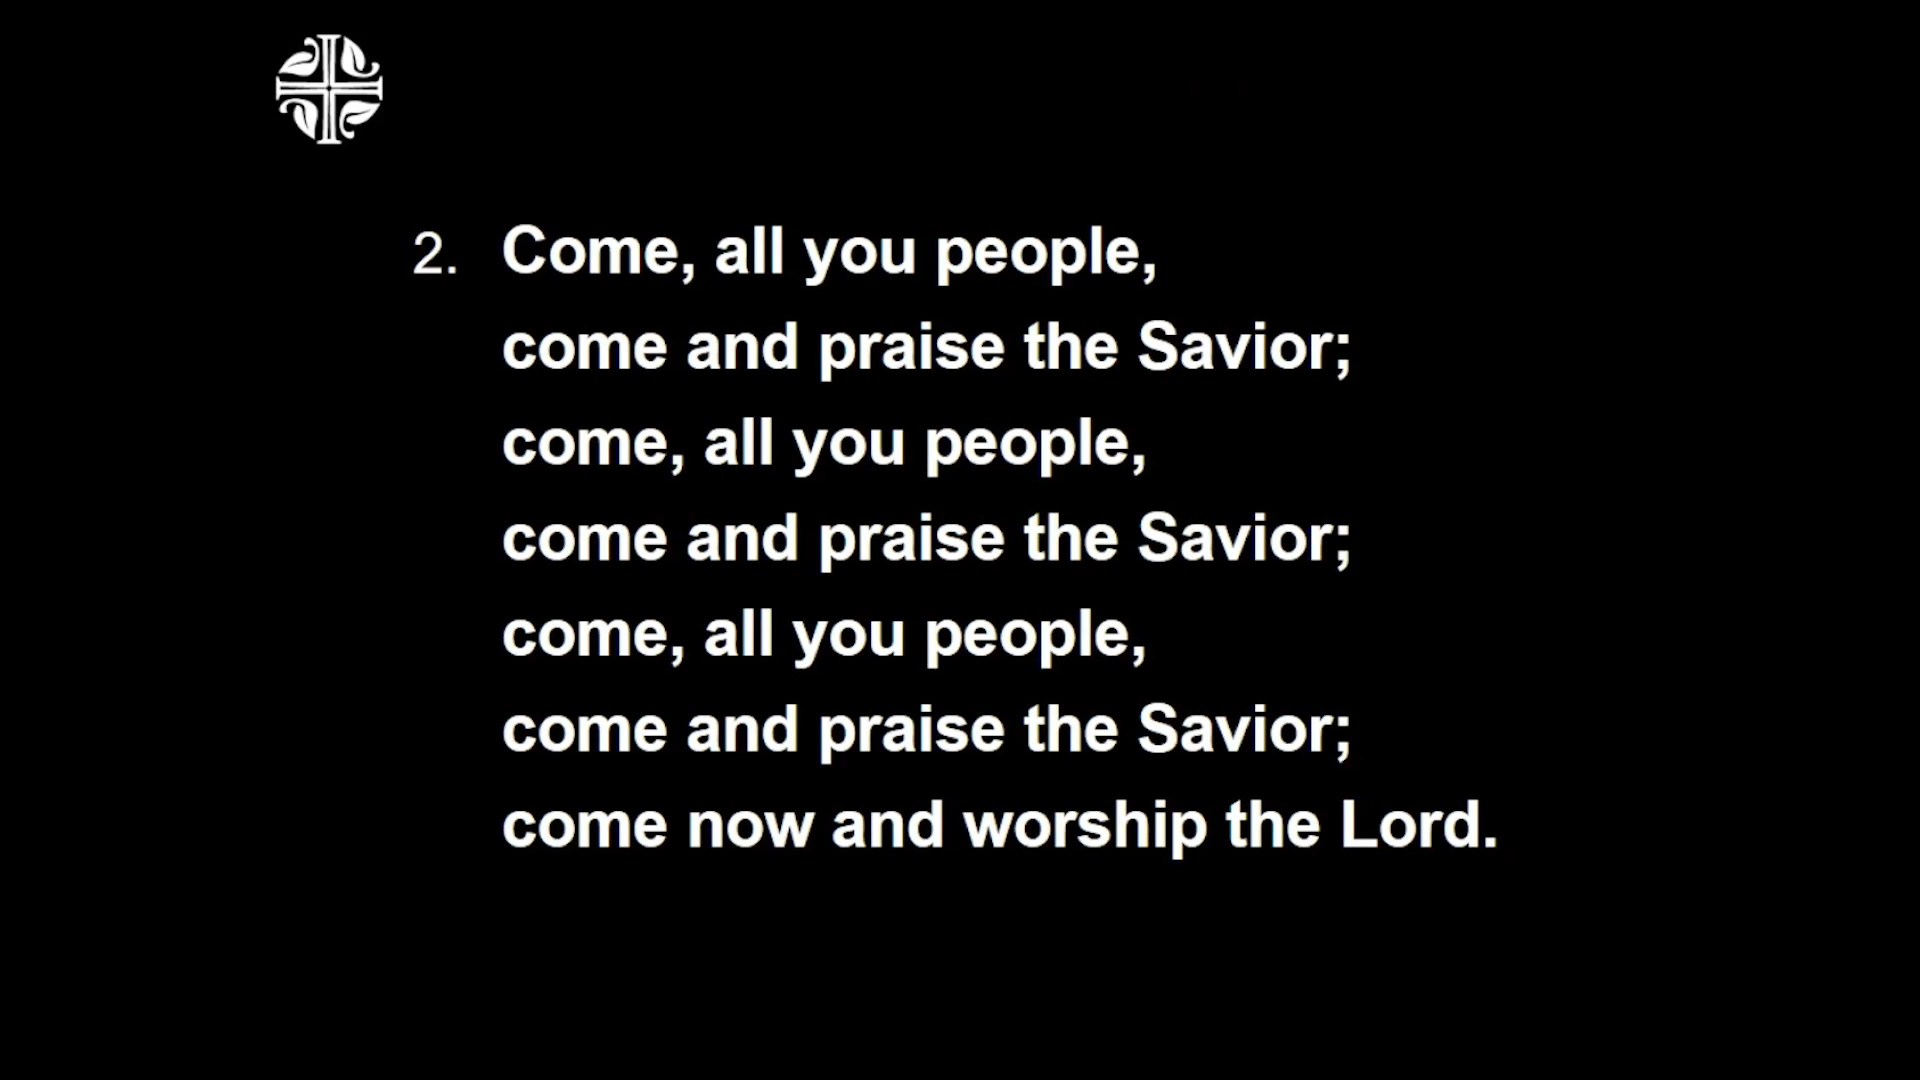 2. Come, all you people,
come and praise the Savior;
come, all you people,
come and praise the Savior;
come, all you people,
come and praise the Savior;
come now and worship the Lord.